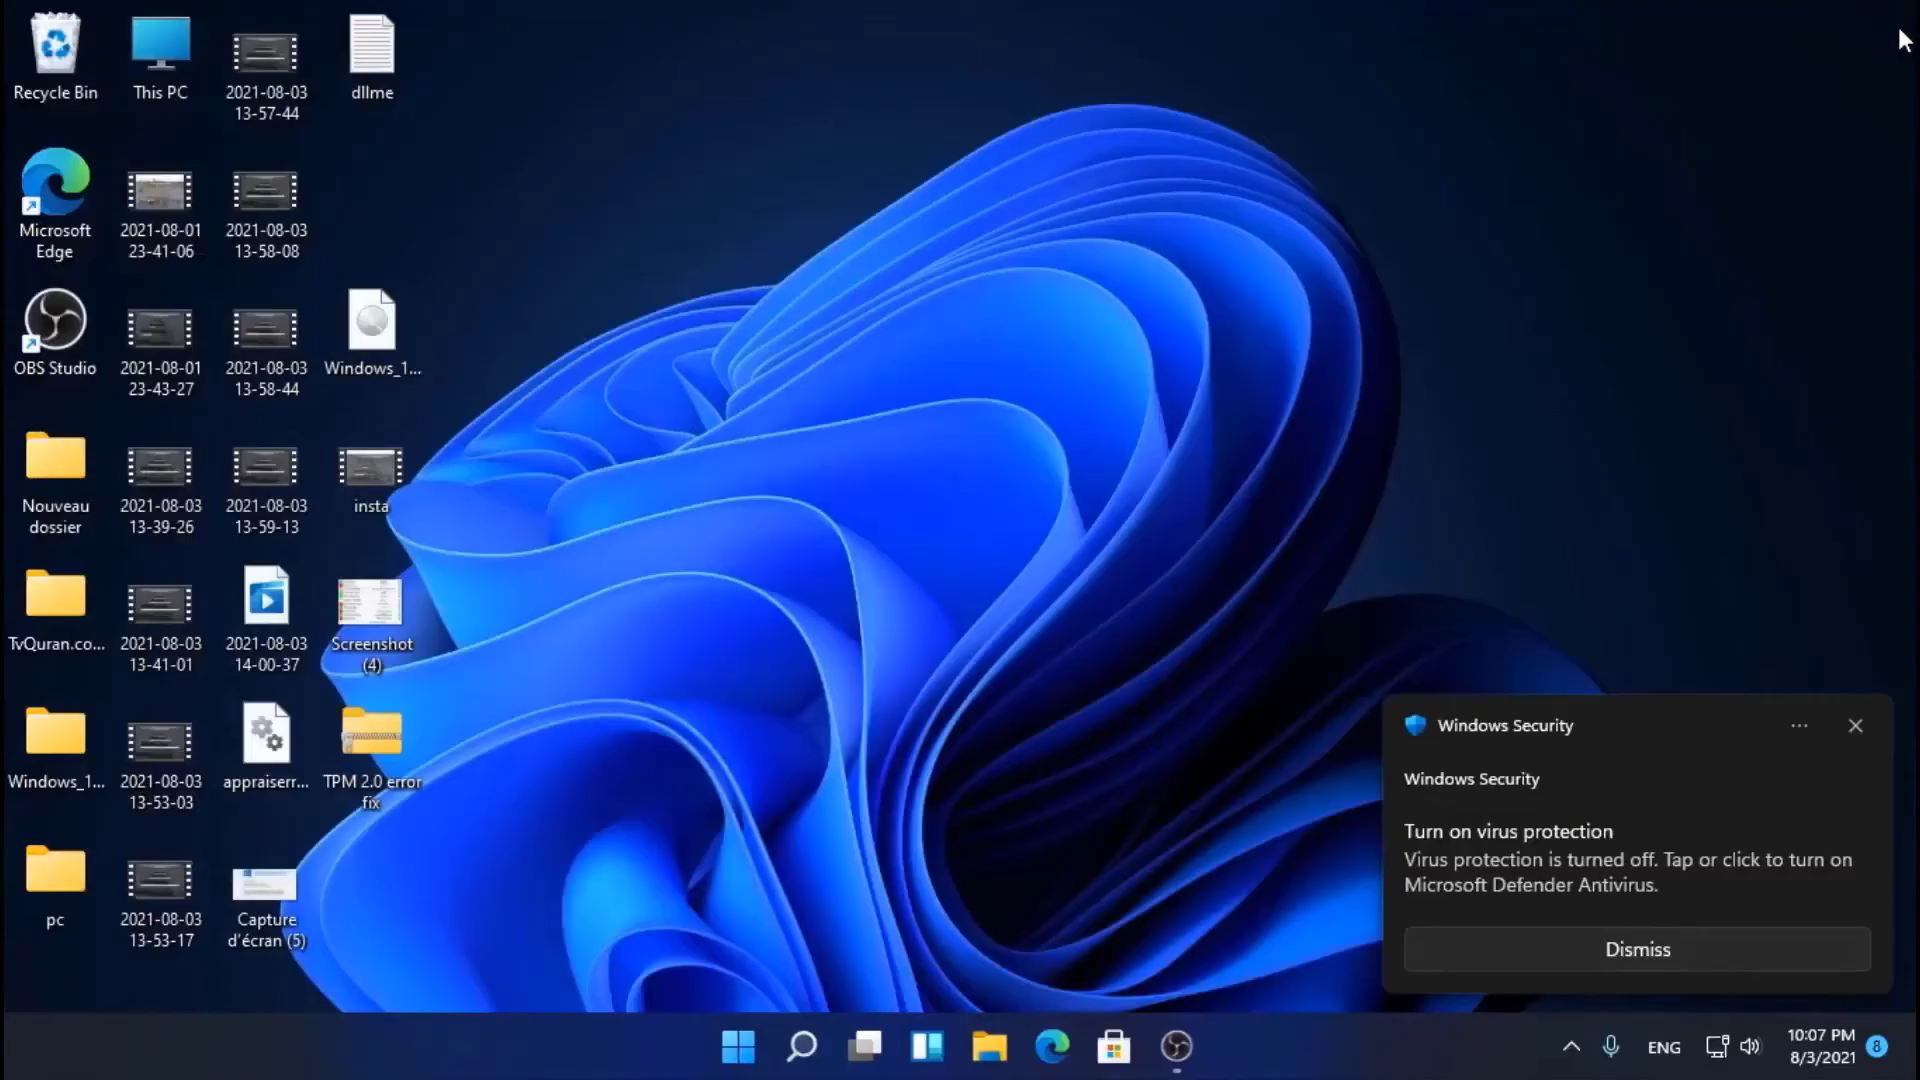 Recycle Bin
This PC
2021-08-03
13-57-44
dllme
Microsoft
Edge
2021-08-01
23-41-06
2021-08-03
13-58-08
OBS Studio
2021-08-01
23-43-27
2021-08-03
13-58-44
Windows_1...
Nouveau
dossier
2021-08-03
13-39-26
2021-08-03
13-59-13
insta
TvQuran.co...
2021-08-03
13-41-01
2021-08-03
14-00-37
Screenshot
(4)
Windows_1...
2021-08-03
13-53-03
appraiserr...
TPM 2.0 error
fix
pc
2021-08-03
13-53-17
Capture
d'écran (5)
Windows Security
Windows Security
Turn on virus protection
Virus protection is turned off. Tap or click to turn on
Microsoft Defender Antivirus.
Dismiss
ENG
10:07 PM
8/3/2021
8